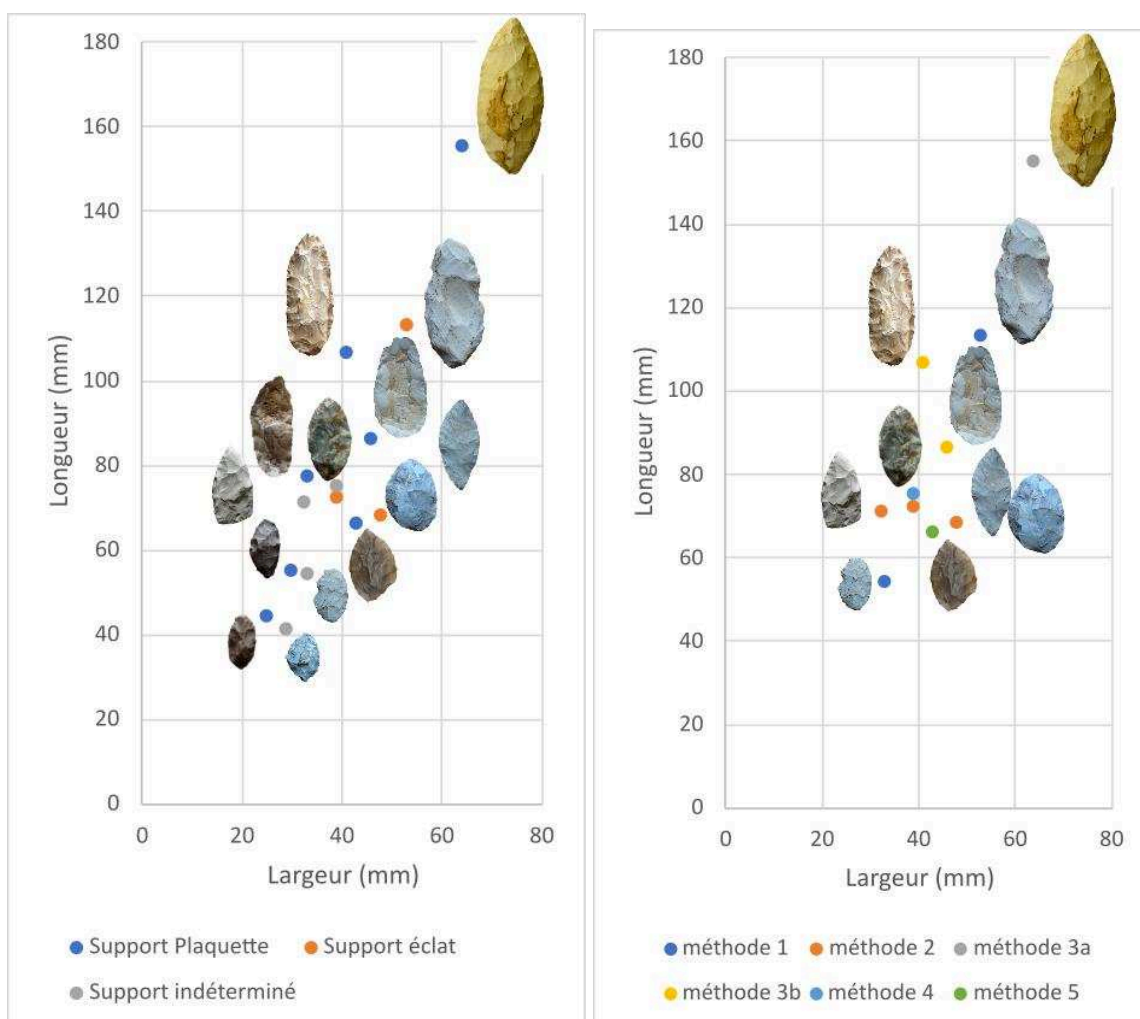 Longueur (mm)
180
160
140
120
100
80
60
40
20
0
0 20 40 60 80
Largeur (mm)
Support Plaquette Support éclat
Support indéterminé
Longueur (mm)
180
160
140
120
100
80
60
40
20
0
0 20 40 60 80
Largeur (mm)
méthode 1 méthode 2 méthode 3a
méthode 3b méthode 4 méthode 5